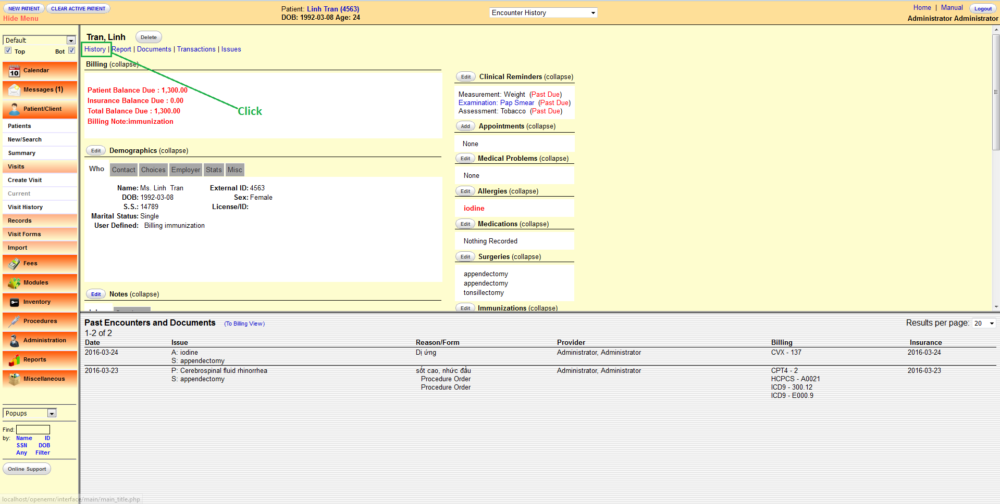 NEW PATIENT CLEAR ACTIVE PATIENT
Hide Menu
Patient: Linh Tran (4563)
DOB: 1992-03-08 Age: 24
Encounter History
Home | Manual Logout
Administrator Administrator
Default
Top Bot
Calendar
Messages (1)
Patient/Client
Patients
New/Search
Summary
Visits
Create Visit
Current
Visit History
Records
Visit Forms
Import
Fees
Modules
Inventory
Procedures
Administration
Reports
Miscellaneous
Popups
Find:
by: Name ID
SSN DOB
Any Filter
Online Support
localhost/openemr/interface/main/main_title.php
Tran, Linh Delete
History | Report | Documents | Transactions | Issues
Click
Billing (collapse)
Patient Balance Due : 1,300.00
Insurance Balance Due : 0.00
Total Balance Due : 1,300.00
Billing Note:immunization
Edit Demographics (collapse)
Who Contact Choices Employer Stats Misc
Name: Ms. Linh Tran External ID: 4563
DOB: 1992-03-08 Sex: Female
S.S.: 14789 License/ID:
Marital Status: Single
User Defined: Billing immunization
Edit Notes (collapse)
Edit Clinical Reminders (collapse)
Measurement: Weight (Past Due)
Examination: Pap Smear (Past Due)
Assessment: Tobacco (Past Due)
Add Appointments (collapse)
None
Edit Medical Problems (collapse)
None
Edit Allergies (collapse)
iodine
Edit Medications (collapse)
Nothing Recorded
Edit Surgeries (collapse)
appendectomy
appendectomy
tonsillectomy
Edit Immunizations (collapse)
Past Encounters and Documents (To Billing View) Results per page: 20
1-2 of 2
Date Issue Reason/Form Provider Billing Insurance
2016-03-24 A: iodine Dị ứng Administrator, Administrator CVX - 137 2016-03-24
S: appendectomy
2016-03-23 P: Cerebrospinal fluid rhinorrhea sốt cao, nhức đầu Administrator, Administrator CPT4 - 2 2016-03-23
S: appendectomy Procedure Order HCPCS - A0021
Procedure Order ICD9 - 300.12
ICD9 - E000.9